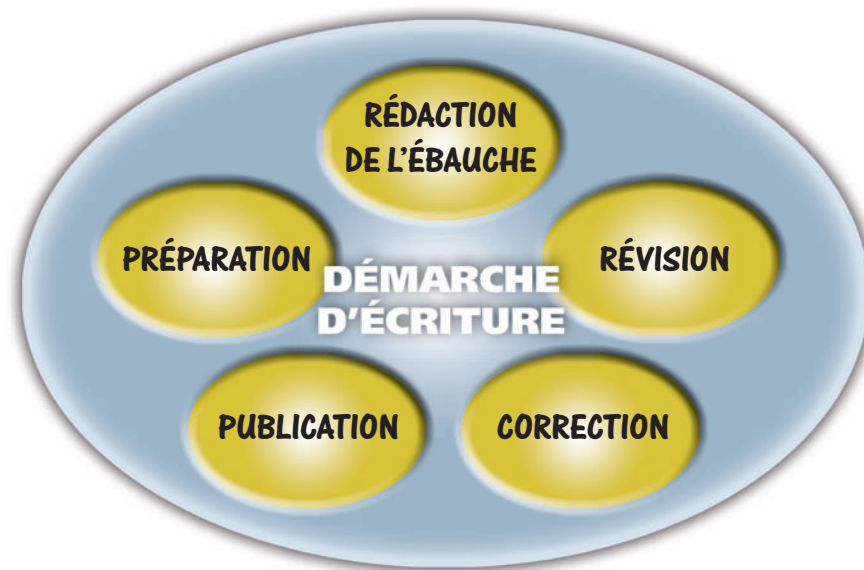 RÉDACTION
DE L'ÉBAUCHE
PRÉPARATION
RÉVISION
DÉMARCHE
D'ÉCRITURE
PUBLICATION
CORRECTION